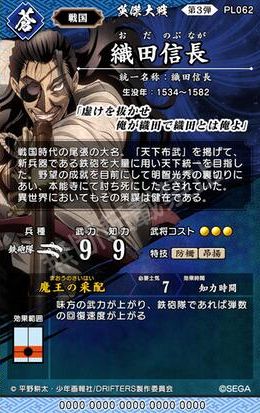 蒼
戦国
英傑大戦
第3弾
PL062
おだのぶなが
織田信長
統一名称：織田信長
生没年：1534～1582
「虚けを抜かせ
俺が織田で織田とは俺よ」
戦国時代の尾張の大名。「天下布武」を掲げて、
新兵器である鉄砲を大量に用い天下統一を目指し
た。野望の成就を目前にして明智光秀の裏切りに
あい、本能寺にて討ち死にしたとされていた。
異世界においてもその策謀は健在である。
兵種 武力 知力 武将コスト
鉄砲隊 9 9 特技 防柵 昂揚
まおうのさいはい 必要士気 効果時間
魔王の采配 7 知力時間
効果範囲
味方の武力が上がり、鉄砲隊であれば弾数
の回復速度が上がる
© 平野耕太・少年画報社/DRIFTERS製作委員会 ©SEGA
0000-0000-0000-0000-0000